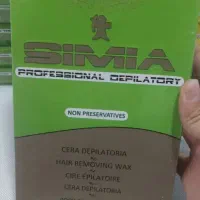 SIMIA
PROFESSIONAL DEPILATORY
NON PRESERVATIVES
CERA DEPILATORIA
HAIR REMOVING WAX
CIRE EPILATOIRE
CERA DEPILATORIA